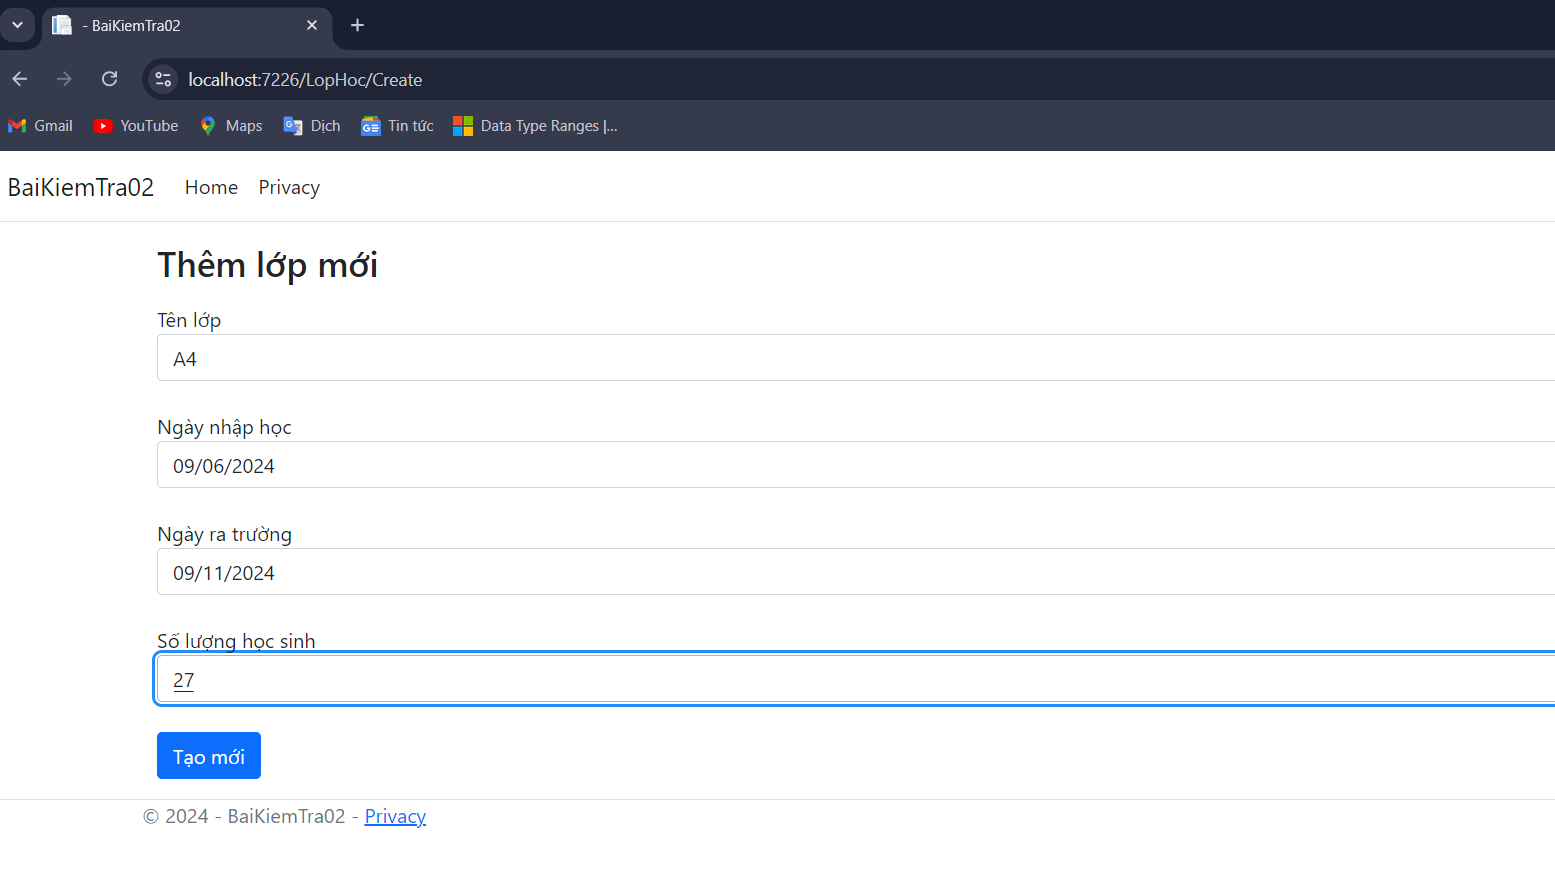 - BaiKiemTra02
localhost:7226/LopHoc/Create
Gmail YouTube Maps Dịch Tin tức Data Type Ranges |...
BaiKiemTra02 Home Privacy
Thêm lớp mới
Tên lớp
A4
Ngày nhập học
09/06/2024
Ngày ra trường
09/11/2024
Số lượng học sinh
27
Tạo mới
© 2024 - BaiKiemTra02 - Privacy